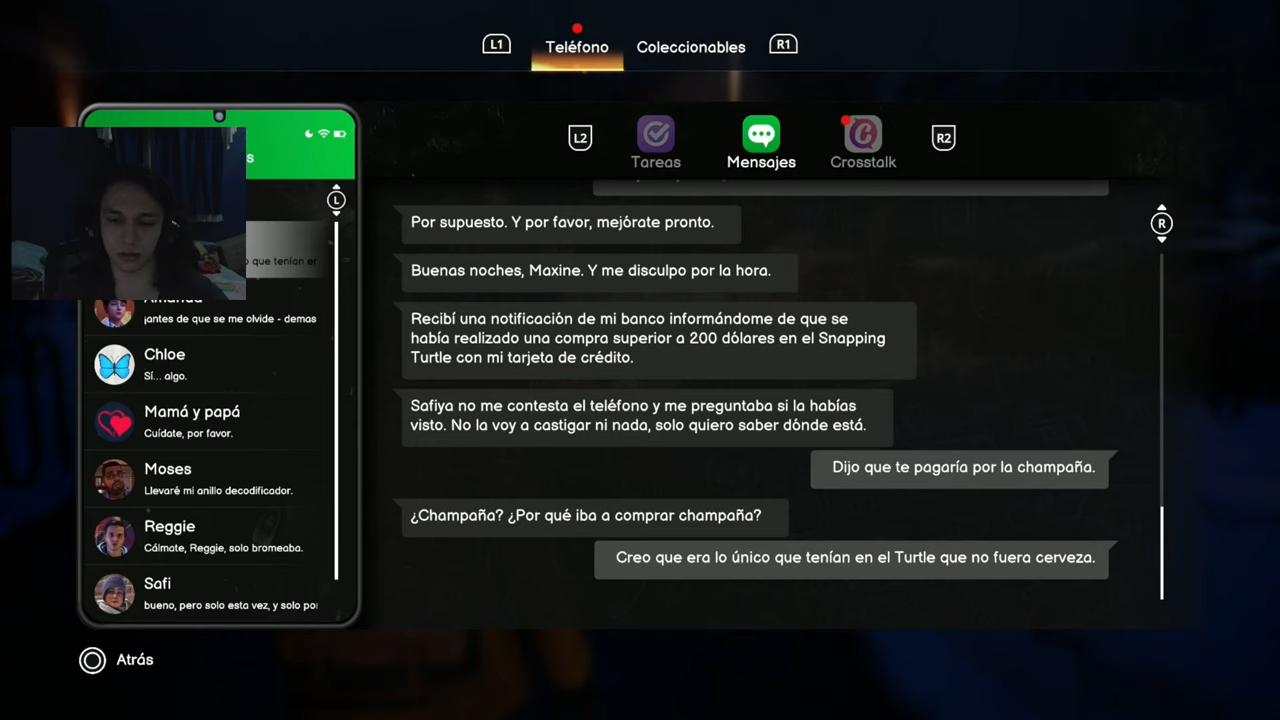 L1
Teléfono
Coleccionables
R1
L2
Tareas
Mensajes
Crosstalk
R2
L
R
o que tenían er
Amanda
¡antes de que se me olvide - demas
Chloe
Sí... algo.
Mamá y papá
Cuídate, por favor.
Moses
Llevaré mi anillo decodificador.
Reggie
Cálmate, Reggie, solo bromeaba.
Safi
bueno, pero solo esta vez, y solo por
Por supuesto. Y por favor, mejórate pronto.
Buenas noches, Maxine. Y me disculpo por la hora.
Recibí una notificación de mi banco informándome de que se
había realizado una compra superior a 200 dólares en el Snapping
Turtle con mi tarjeta de crédito.
Safiya no me contesta el teléfono y me preguntaba si la habías
visto. No la voy a castigar ni nada, solo quiero saber dónde está.
Dijo que te pagaría por la champaña.
¿Champaña? ¿Por qué iba a comprar champaña?
Creo que era lo único que tenían en el Turtle que no fuera cerveza.
Atrás